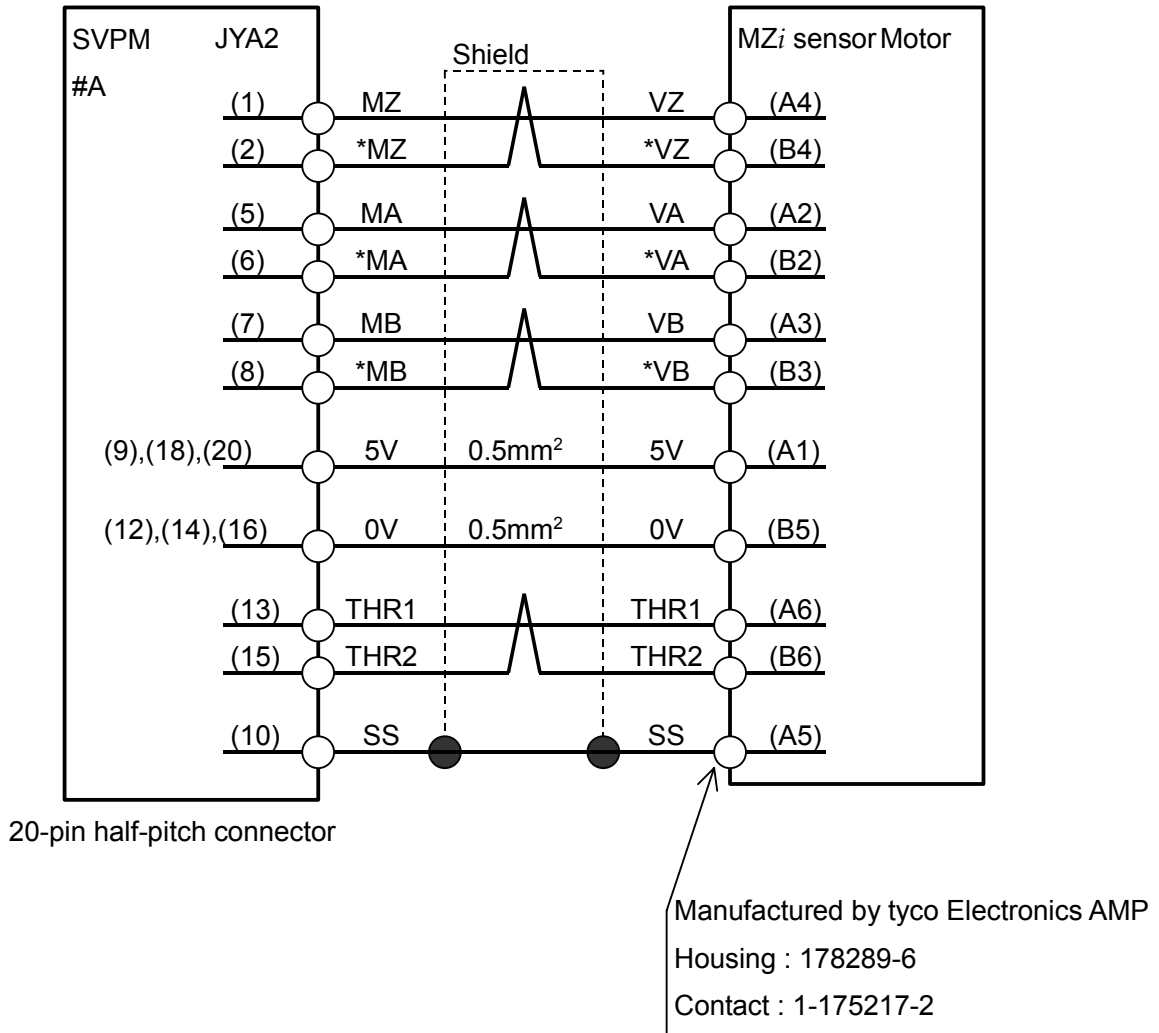 SVPM JYA2
#A
Shield
MZi sensor Motor
(1) MZ VZ (A4)
(2) *MZ *VZ (B4)
(5) MA VA (A2)
(6) *MA *VA (B2)
(7) MB VB (A3)
(8) *MB *VB (B3)
(9),(18),(20) 5V 0.5mm² 5V (A1)
(12),(14),(16) 0V 0.5mm² 0V (B5)
(13) THR1 THR1 (A6)
(15) THR2 THR2 (B6)
(10) SS SS (A5)
20-pin half-pitch connector
Manufactured by tyco Electronics AMP
Housing : 178289-6
Contact : 1-175217-2